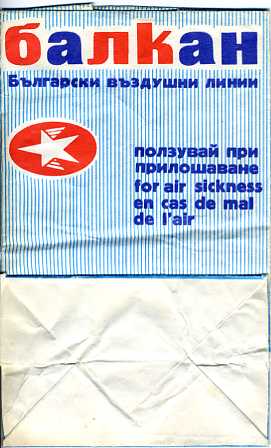 балкан
Български въздушни линии
ползувай при
прилошаване
for air sickness
en cas de mal
de l'air